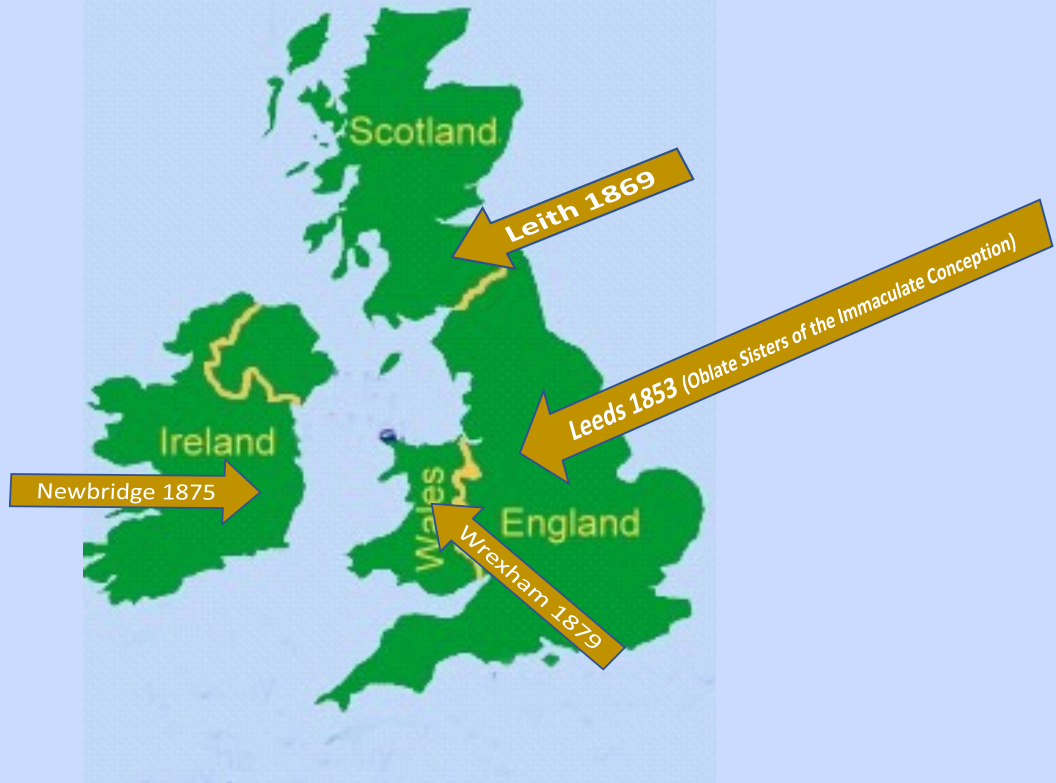 Scotland
Leith 1869
Leeds 1853 (Oblate Sisters of the Immaculate Conception)
Ireland
Newbridge 1875
Wales
England
Wrexham 1879